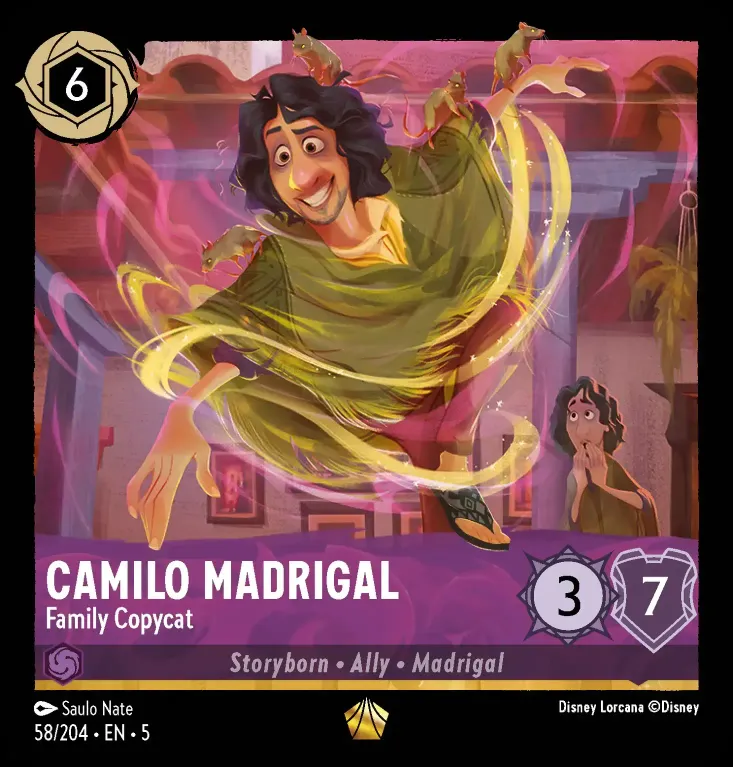 6
CAMILO MADRIGAL
Family Copycat
3
7
Storyborn • Ally • Madrigal
Saulo Nate
Disney Lorcana ©Disney
58/204 • EN • 5